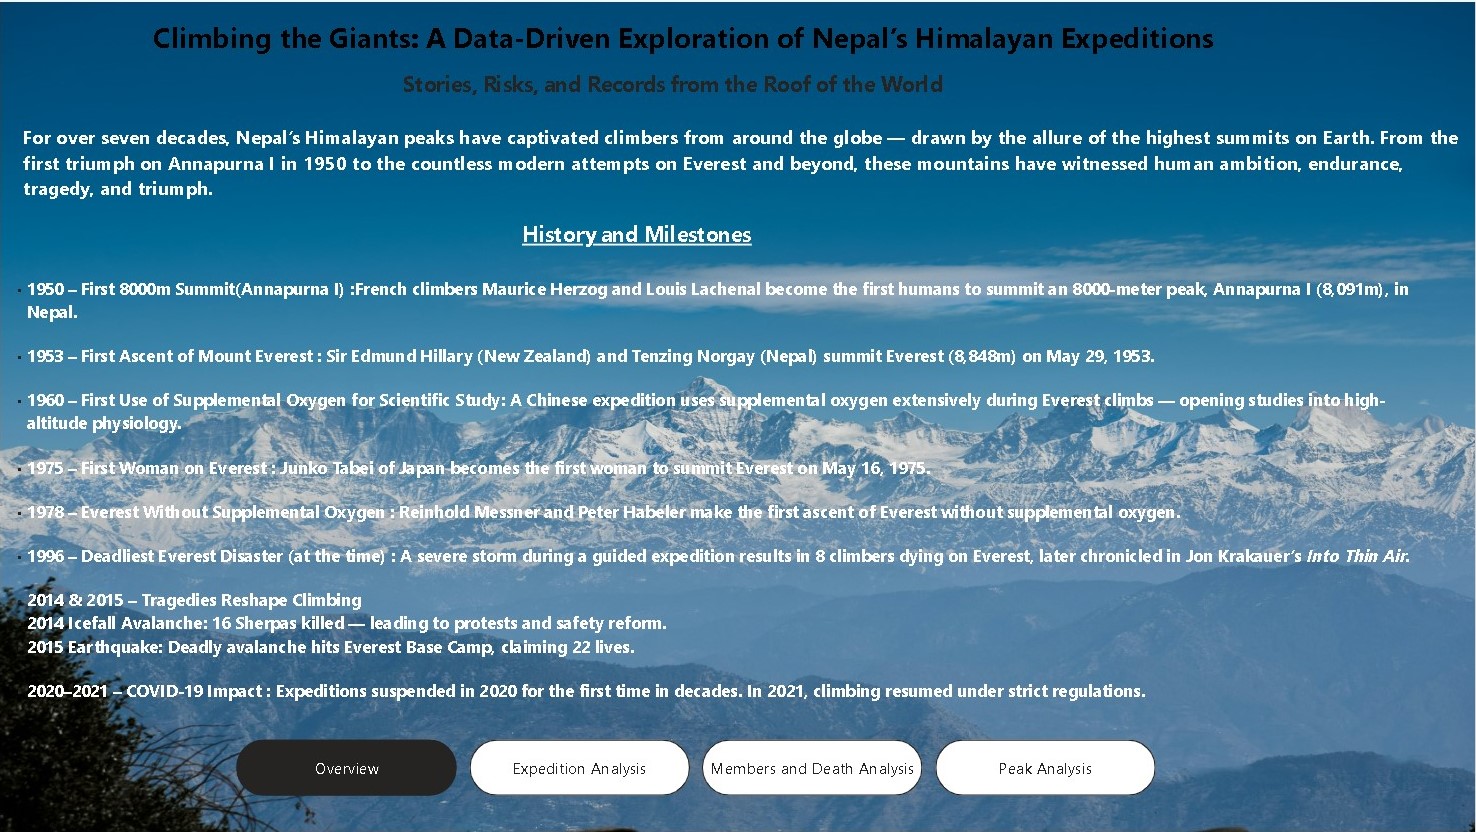 Climbing the Giants: A Data-Driven Exploration of Nepal’s Himalayan Expeditions
Stories, Risks, and Records from the Roof of the World
For over seven decades, Nepal’s Himalayan peaks have captivated climbers from around the globe — drawn by the allure of the highest summits on Earth. From the
first triumph on Annapurna I in 1950 to the countless modern attempts on Everest and beyond, these mountains have witnessed human ambition, endurance,
tragedy, and triumph.
History and Milestones
· 1950 – First 8000m Summit(Annapurna I) :French climbers Maurice Herzog and Louis Lachenal become the first humans to summit an 8000-meter peak, Annapurna I (8,091m), in
Nepal.
· 1953 – First Ascent of Mount Everest : Sir Edmund Hillary (New Zealand) and Tenzing Norgay (Nepal) summit Everest (8,848m) on May 29, 1953.
· 1960 – First Use of Supplemental Oxygen for Scientific Study: A Chinese expedition uses supplemental oxygen extensively during Everest climbs — opening studies into high-
altitude physiology.
· 1975 – First Woman on Everest : Junko Tabei of Japan becomes the first woman to summit Everest on May 16, 1975.
· 1978 – Everest Without Supplemental Oxygen : Reinhold Messner and Peter Habeler make the first ascent of Everest without supplemental oxygen.
· 1996 – Deadliest Everest Disaster (at the time) : A severe storm during a guided expedition results in 8 climbers dying on Everest, later chronicled in Jon Krakauer’s Into Thin Air.
2014 & 2015 – Tragedies Reshape Climbing
2014 Icefall Avalanche: 16 Sherpas killed — leading to protests and safety reform.
2015 Earthquake: Deadly avalanche hits Everest Base Camp, claiming 22 lives.
2020–2021 – COVID-19 Impact : Expeditions suspended in 2020 for the first time in decades. In 2021, climbing resumed under strict regulations.
Overview
Expedition Analysis
Members and Death Analysis
Peak Analysis